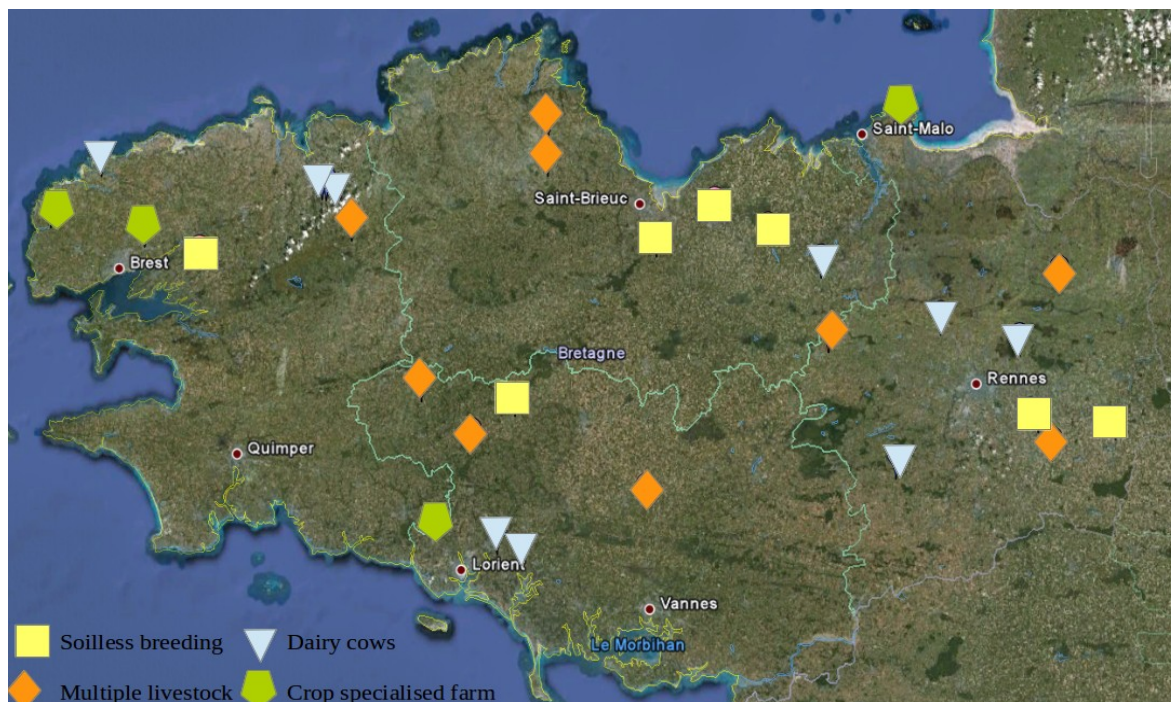 Saint-Malo
Saint-Brieuc
Brest
Bretagne
Rennes
Quimper
Lorient
Vannes
Le Morbihan
Soilless breeding
Dairy cows
Multiple livestock
Crop specialised farm